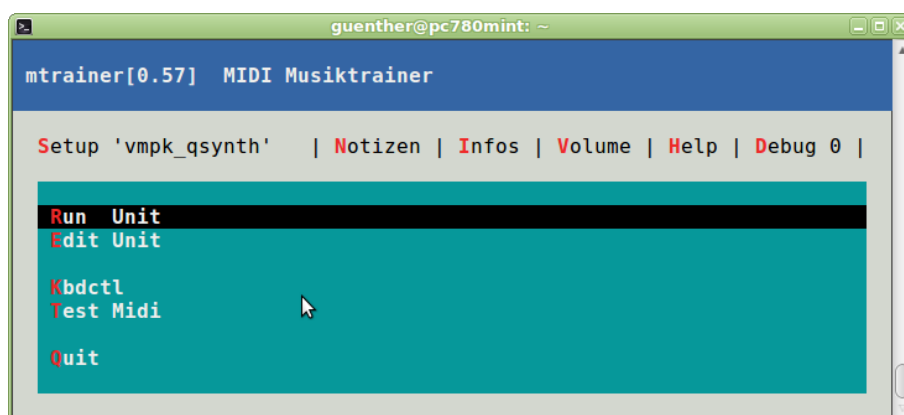 guenther@pc780mint: ~
mtrainer[0.57] MIDI Musiktrainer
Setup 'vmpk_qsynth' | Notizen | Infos | Volume | Help | Debug 0 |
Run Unit
Edit Unit
Kbdctl
Test Midi
Quit